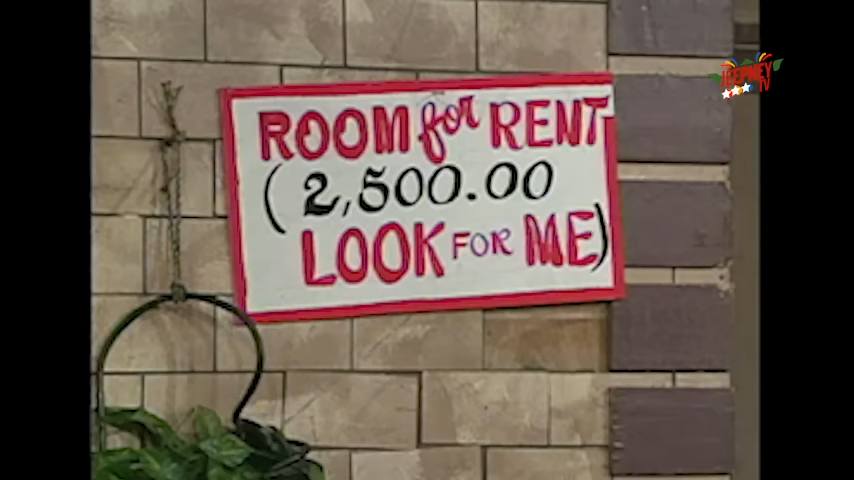 ROOM for RENT
(2,500.00
LOOK FOR ME)
JEEPNEY
TV